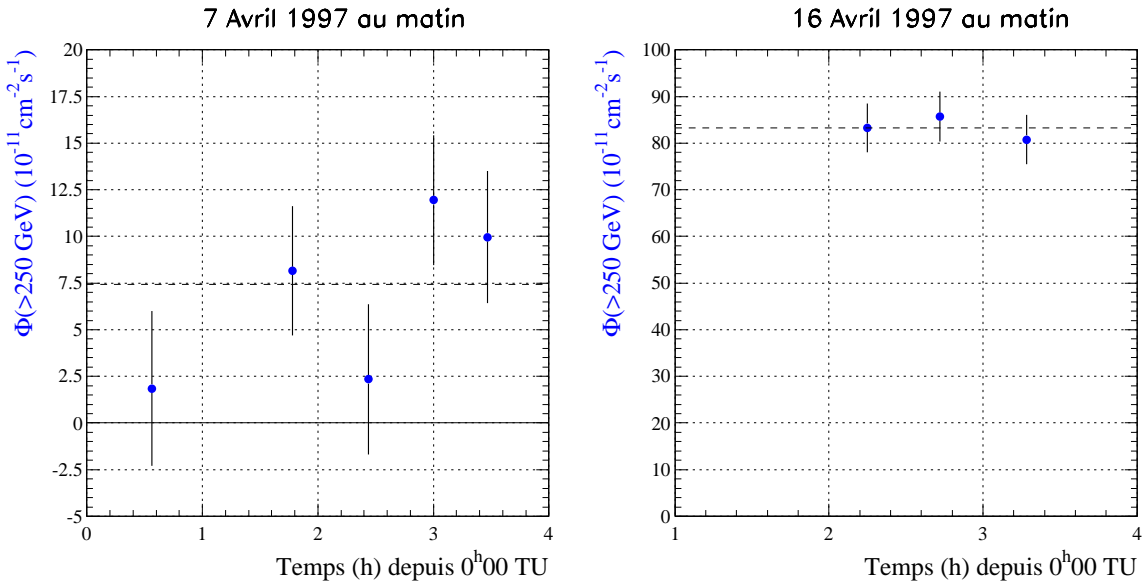 7 Avril 1997 au matin
Φ(>250 GeV) (10⁻¹¹cm⁻²s⁻¹)
20
17.5
15
12.5
10
7.5
5
2.5
0
-2.5
-5
0 1 2 3 4
Temps (h) depuis 0ʰ00 TU
16 Avril 1997 au matin
Φ(>250 GeV) (10⁻¹¹cm⁻²s⁻¹)
100
90
80
70
60
50
40
30
20
10
0
1 2 3 4
Temps (h) depuis 0ʰ00 TU